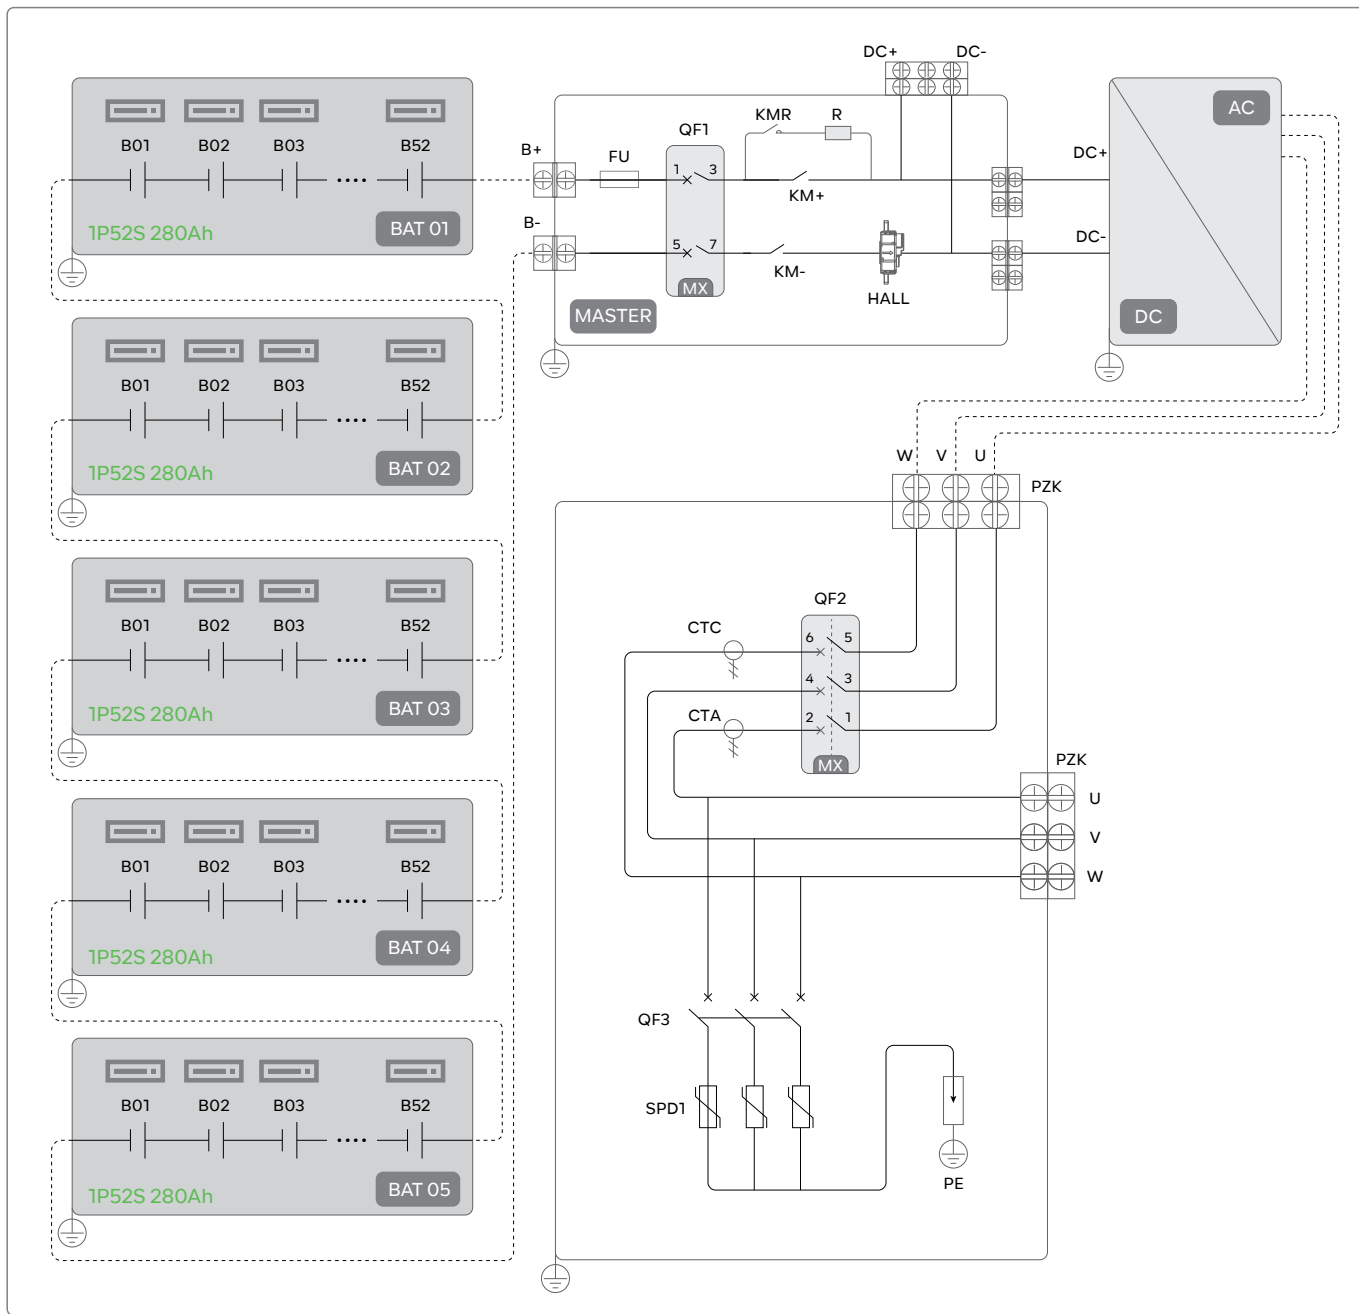 B01 B02 B03 •••• B52
1P52S 280Ah
BAT 01
B01 B02 B03 •••• B52
1P52S 280Ah
BAT 02
B01 B02 B03 •••• B52
1P52S 280Ah
BAT 03
B01 B02 B03 •••• B52
1P52S 280Ah
BAT 04
B01 B02 B03 •••• B52
1P52S 280Ah
BAT 05
DC+ DC-
KMR R
QF1
B+ FU
1 3
KM+
B-
5 7
KM-
MX
HALL
MASTER
DC+
DC-
AC
DC
W V U
PZK
QF2
CTC
6 5
4 3
CTA
2 1
MX
PZK
U
V
W
QF3
SPD1
PE